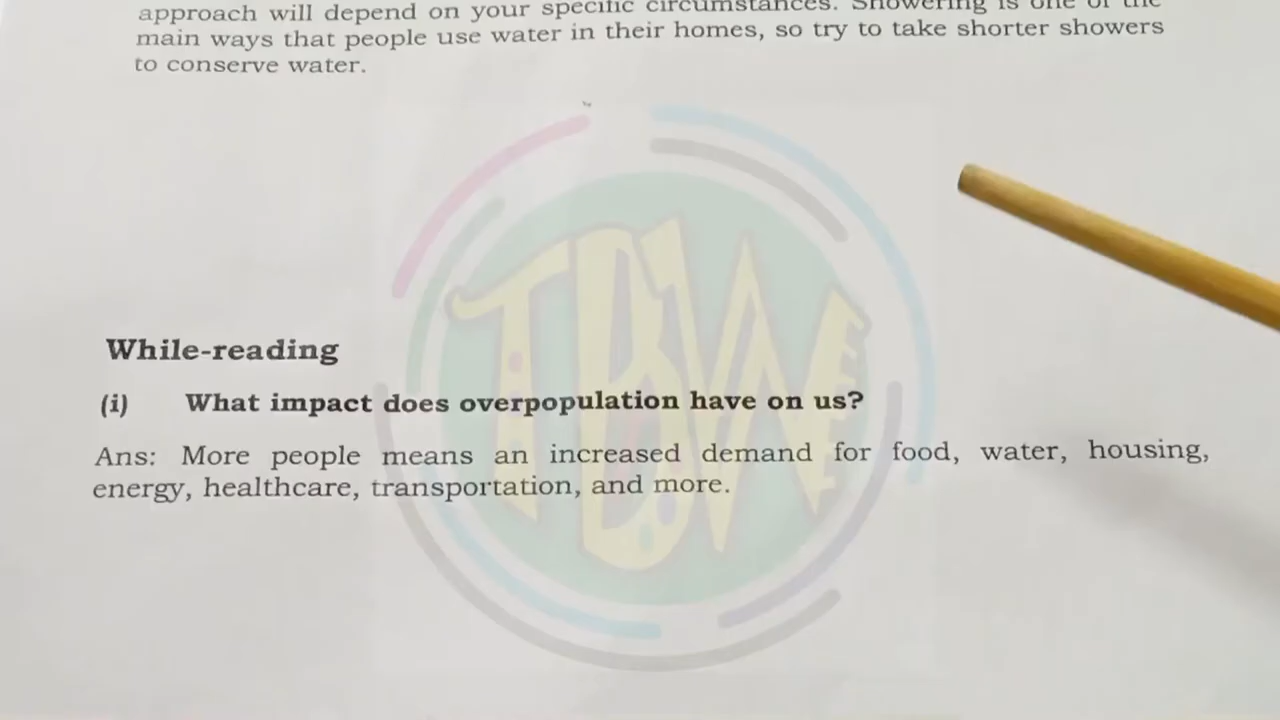 approach will depend on your specific circumstances. Showering is one of the
main ways that people use water in their homes, so try to take shorter showers
to conserve water.
TBW
While-reading
(i) What impact does overpopulation have on us?
Ans: More people means an increased demand for food, water, housing,
energy, healthcare, transportation, and more.